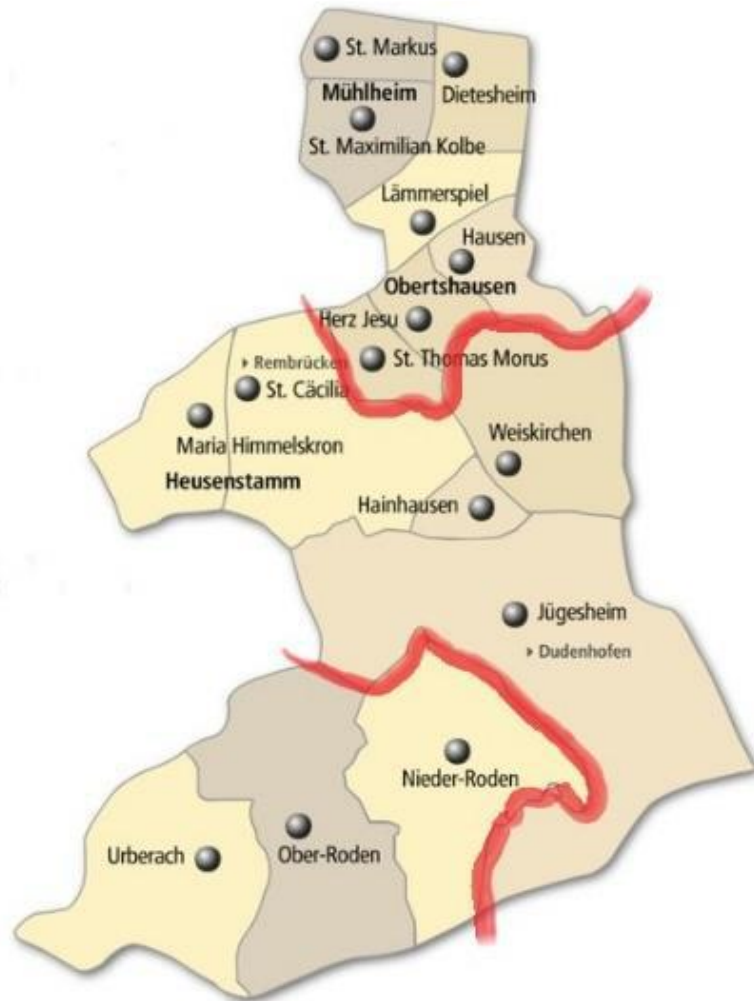 St. Markus
Dietesheim
Mühlheim
St. Maximilian Kolbe
Lämmerspiel
Hausen
Obertshausen
Herz Jesu
St. Thomas Morus
▸ Rembrücken
St. Cäcilia
Maria Himmelskron
Heusenstamm
Weiskirchen
Hainhausen
Jügesheim
▸ Dudenhofen
Nieder-Roden
Urberach
Ober-Roden